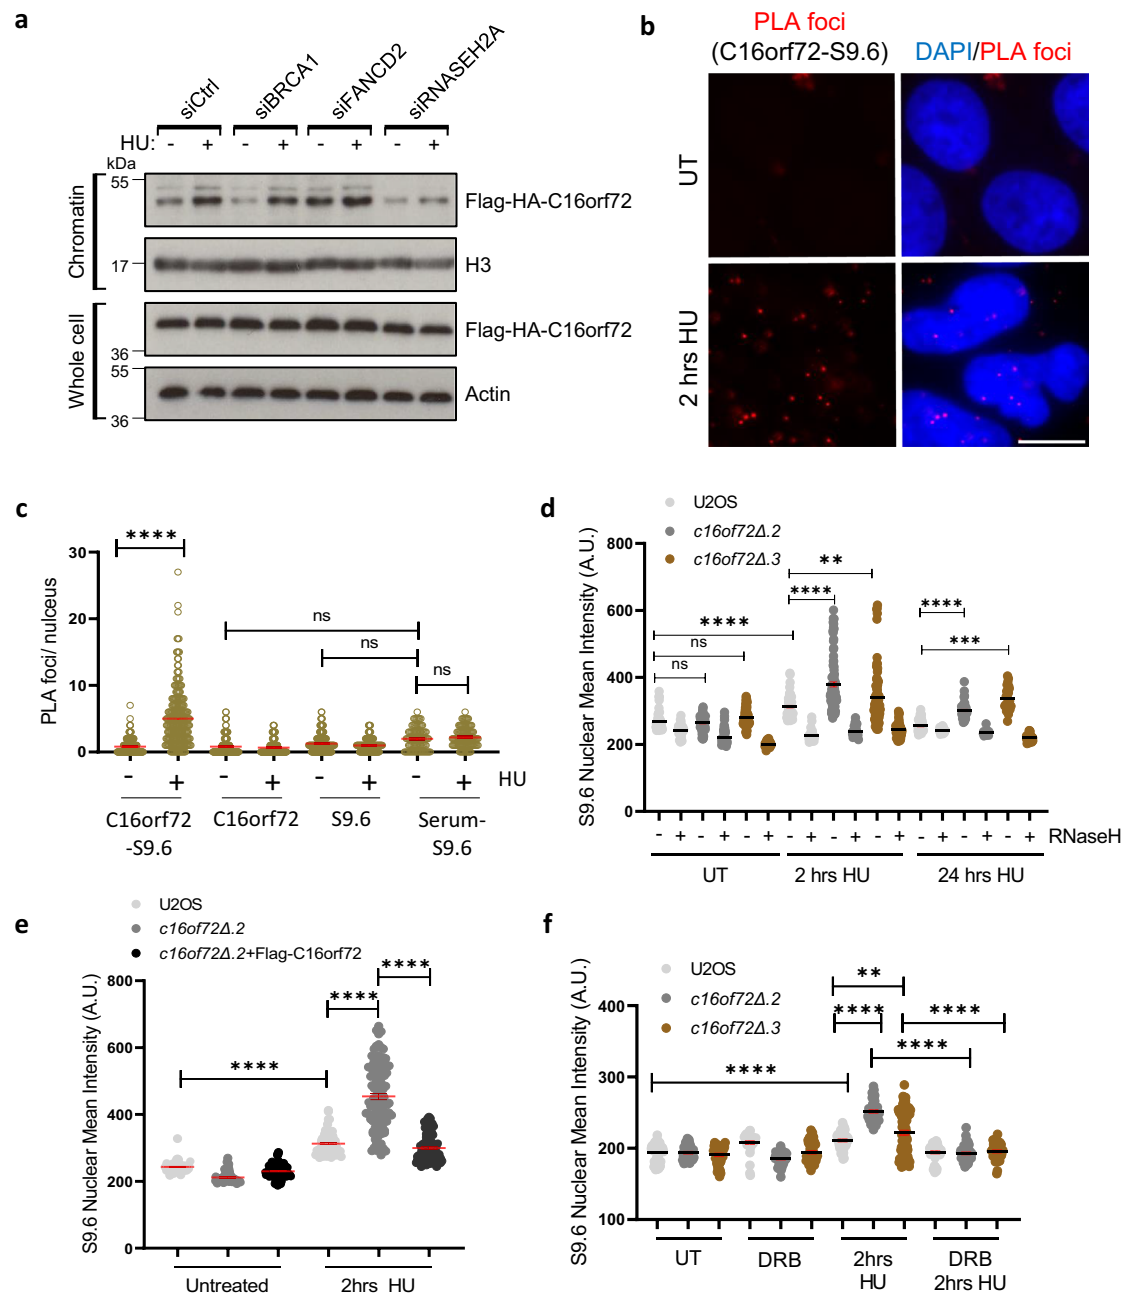 a
siCtrl siBRCA1 siFANCD2 siRNASEH2A
HU: - + - + - + - +
kDa
Chromatin
55
Flag-HA-C16orf72
17
H3
Whole cell
Flag-HA-C16orf72
36
55
Actin
36
b
PLA foci
(C16orf72-S9.6)
DAPI/PLA foci
UT
2 hrs HU
c
PLA foci/ nulceus
30
20
10
0
****
ns
ns
ns
- + - + - + - + HU
C16orf72
-S9.6
C16orf72
S9.6
Serum-
S9.6
d
U2OS
c16of72Δ.2
c16of72Δ.3
S9.6 Nuclear Mean Intensity (A.U.)
800
600
400
200
0
**
****
****
ns
ns
****
***
- + - + - + - + - + - + - + - + - + RNaseH
UT
2 hrs HU
24 hrs HU
e
U2OS
c16of72Δ.2
c16of72Δ.2+Flag-C16orf72
S9.6 Nuclear Mean Intensity (A.U.)
800
600
400
200
0
****
****
****
Untreated
2hrs HU
f
U2OS
c16of72Δ.2
c16of72Δ.3
S9.6 Nuclear Mean Intensity (A.U.)
400
300
200
100
**
****
****
****
****
UT
DRB
2hrs
HU
DRB
2hrs HU